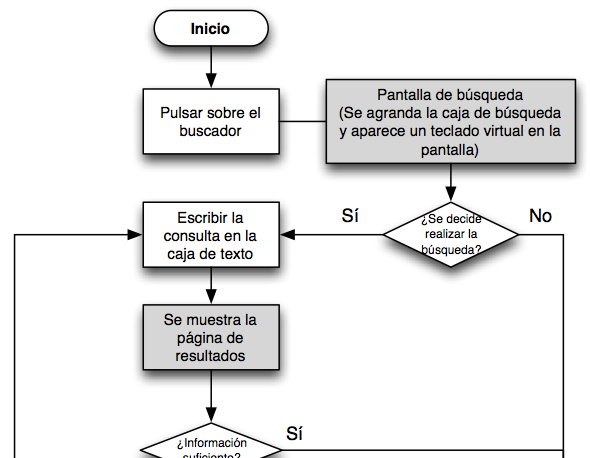 Inicio
Pulsar sobre el
buscador
Pantalla de búsqueda
(Se agranda la caja de búsqueda
y aparece un teclado virtual en la
pantalla)
¿Se decide
realizar la
búsqueda?
Sí
No
Escribir la
consulta en la
caja de texto
Se muestra la
página de
resultados
¿Información
suficiente?
Sí